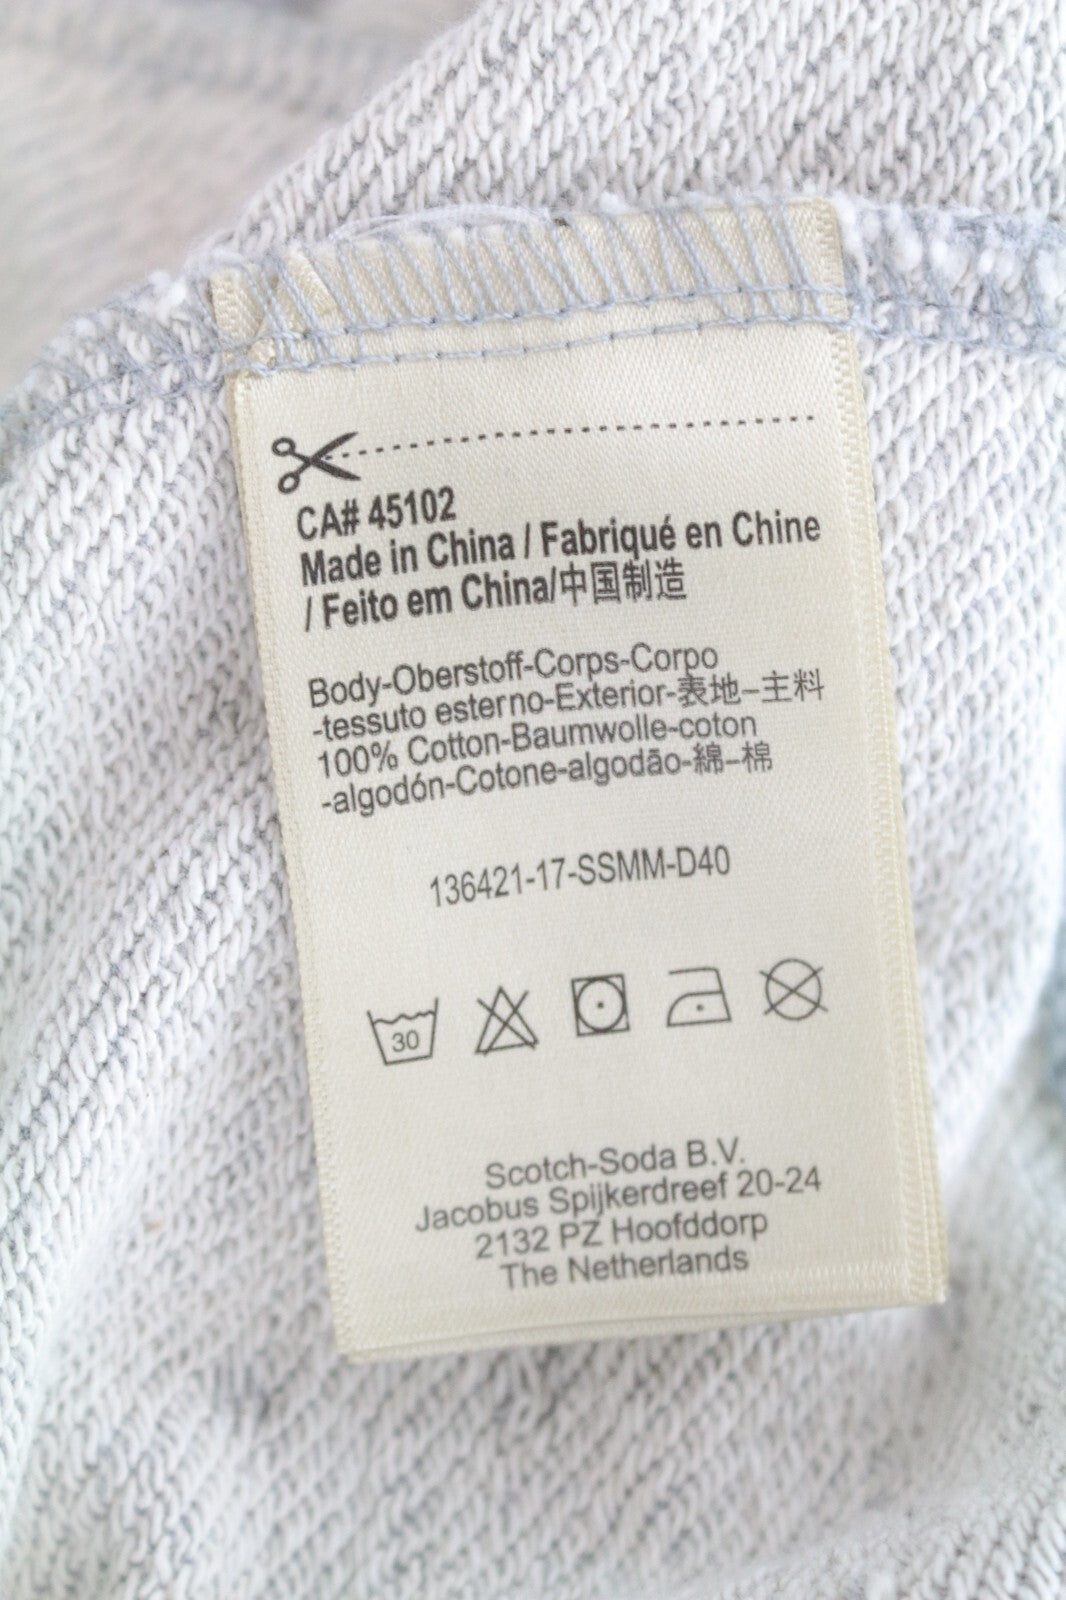 CA# 45102
Made in China / Fabriqué en Chine
/ Feito em China/中国制造
Body-Oberstoff-Corps-Corpo
-tessuto esterno-Exterior-表地–主料
100% Cotton-Baumwolle-coton
-algodón-Cotone-algodão-綿–棉
136421-17-SSMM-D40
30
Scotch-Soda B.V.
Jacobus Spijkerdreef 20-24
2132 PZ Hoofddorp
The Netherlands